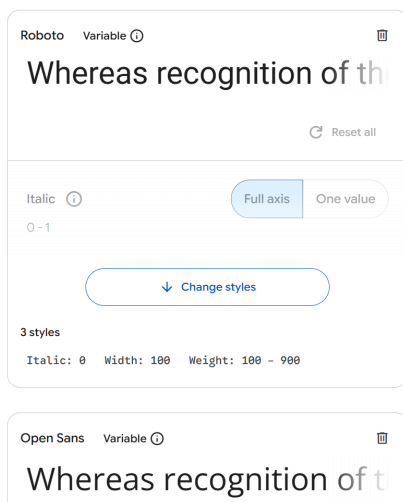 Roboto Variable
Whereas recognition of th
Reset all
Italic Full axis One value
0 - 1
Change styles
3 styles
Italic: 0 Width: 100 Weight: 100 – 900
Open Sans Variable
Whereas recognition of t